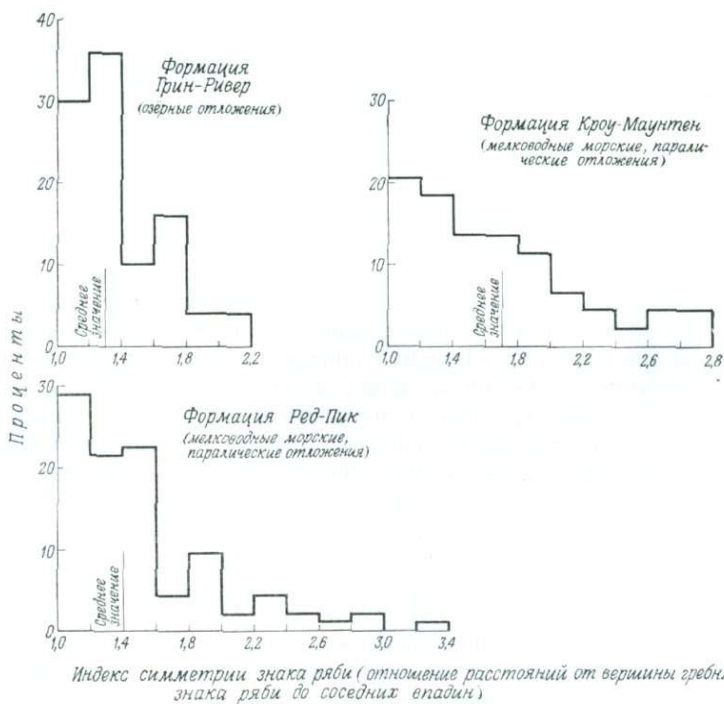 40
30
20
10
0
Формация
Грин-Ривер
(озёрные отложения)
Среднее
значение
1,0 1,4 1,8 2,2
30
20
10
0
Формация Кроу-Маунтен
(мелководные морские, парали-
ческие отложения)
Среднее
значение
1,0 1,4 1,8 2,2 2,6 2,8
Проценты
30
20
10
0
Формация Ред-Пик
(мелководные морские,
паралические отложения)
Среднее
значение
1,0 1,4 1,8 2,2 2,6 3,0 3,4
Индекс симметрии знака ряби (отношение расстояний от вершины гребн
знака ряби до соседних впадин)